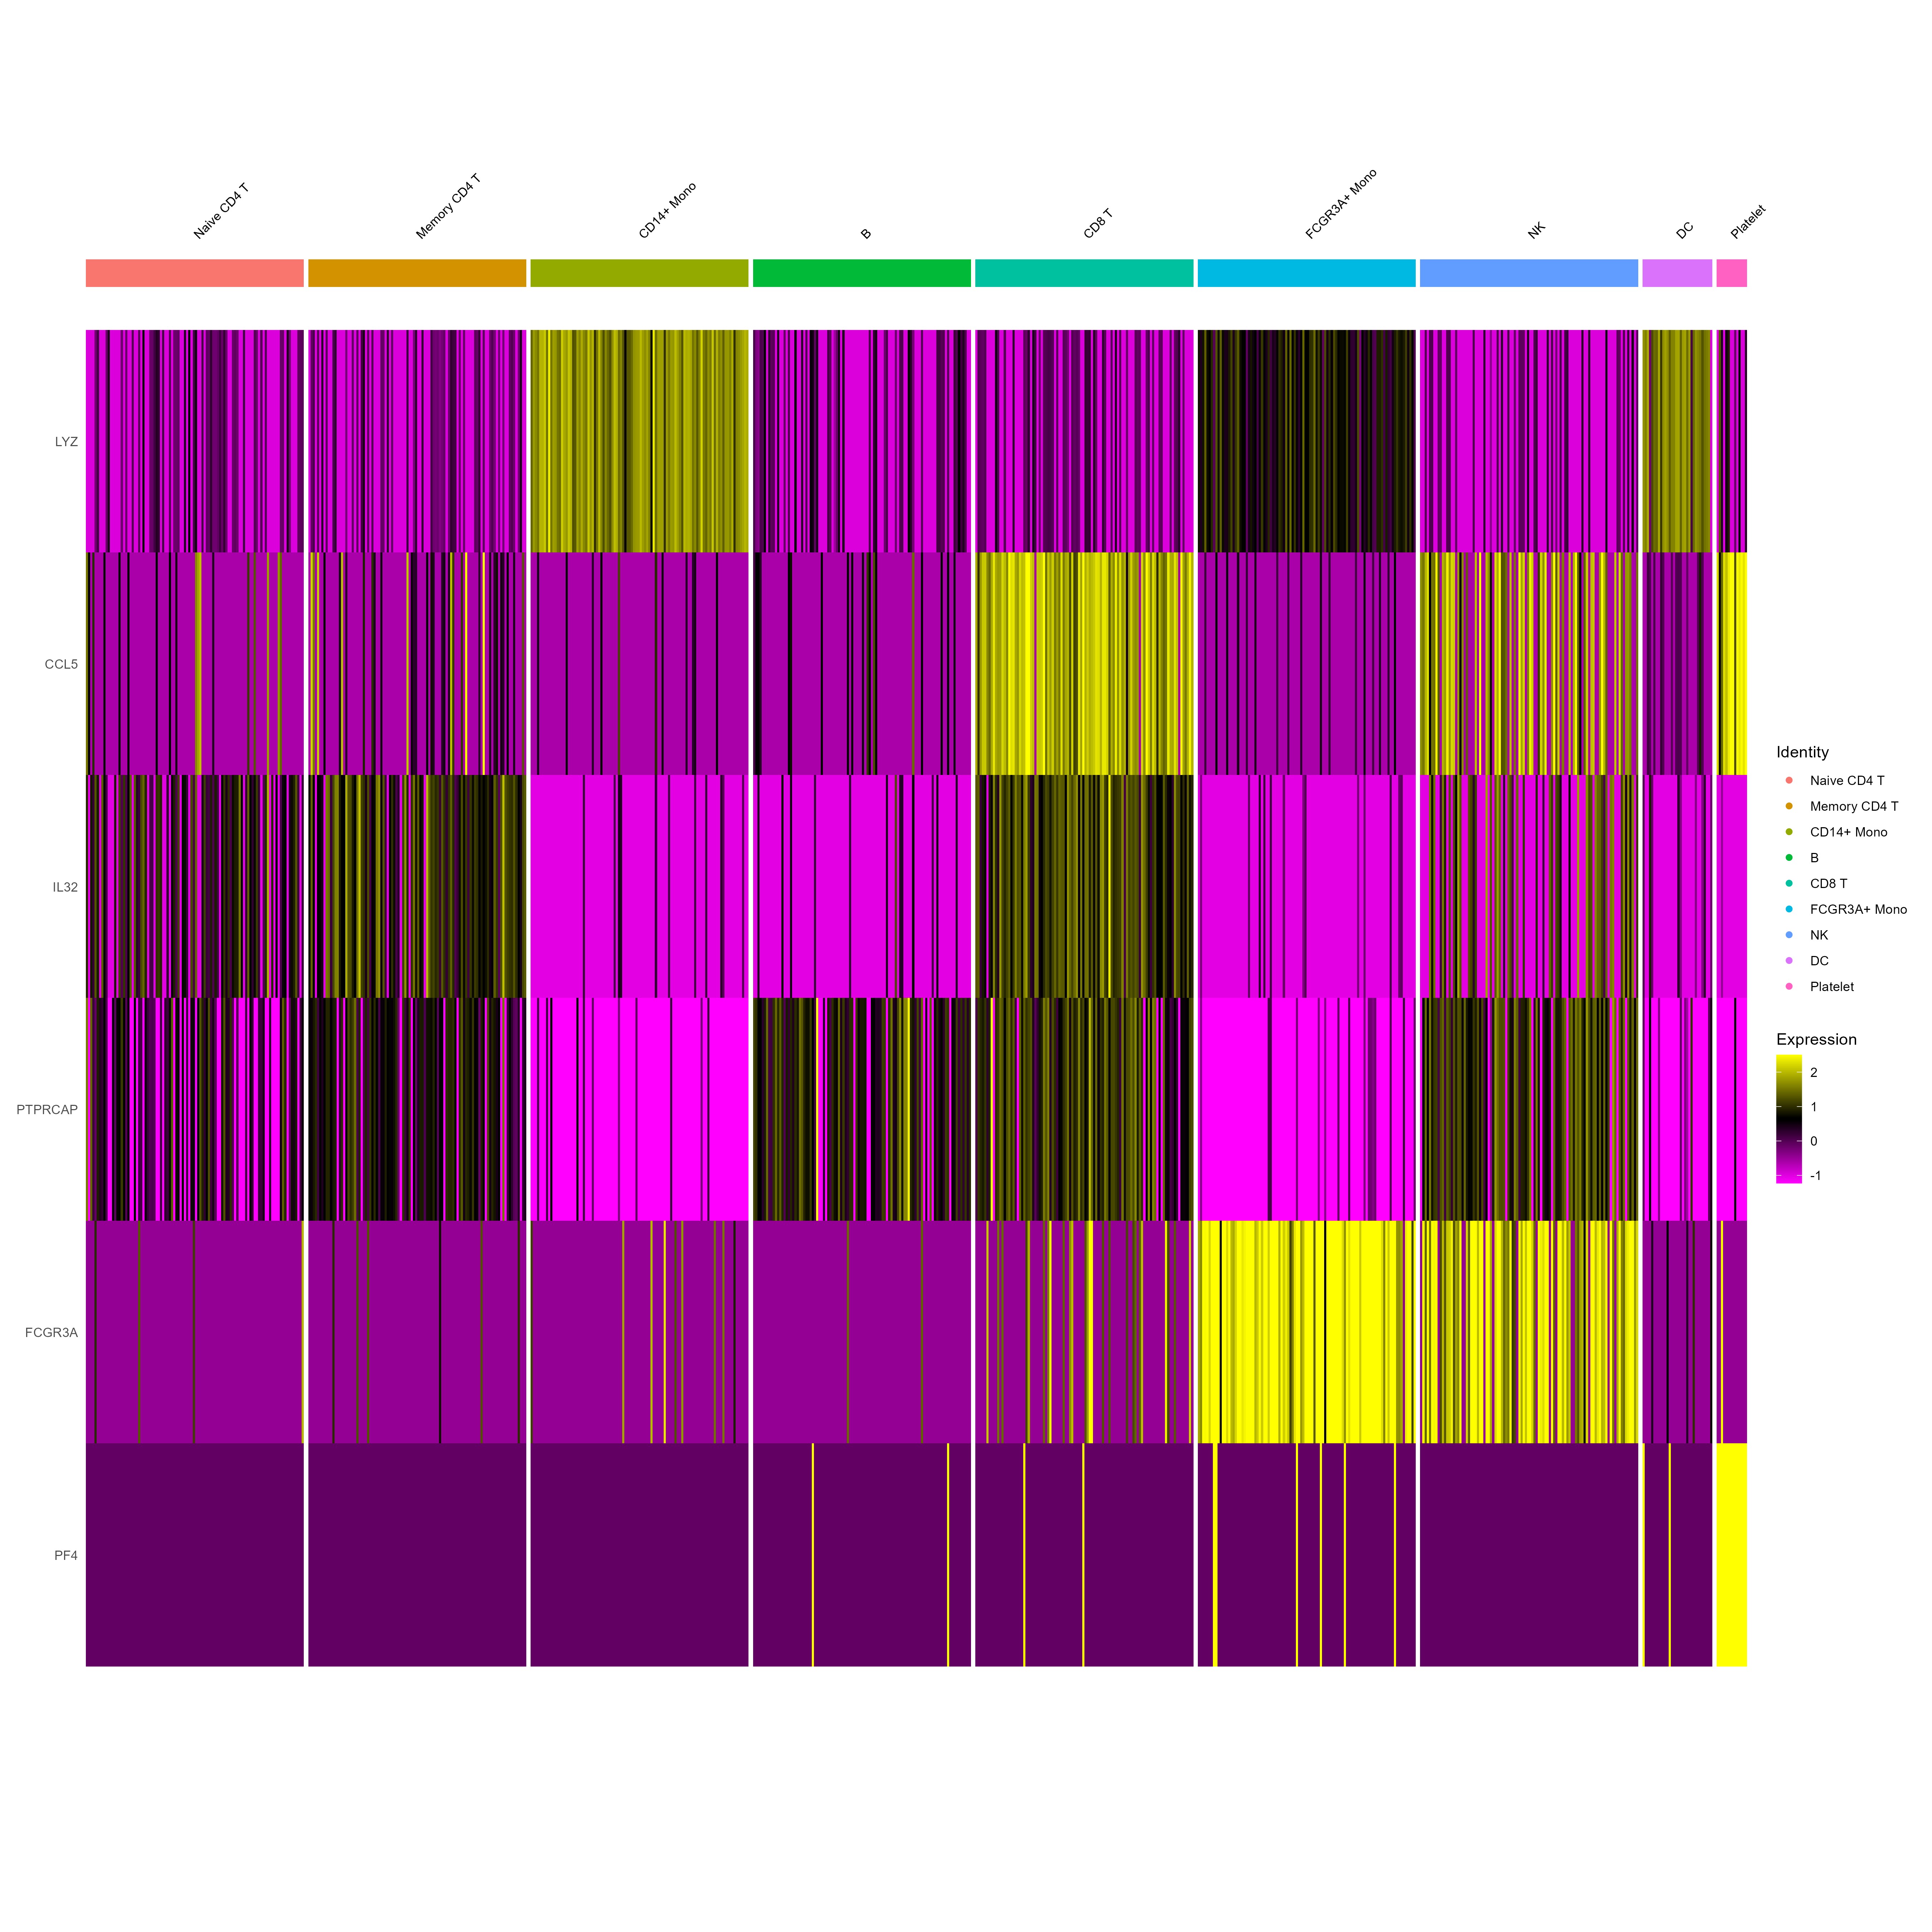 Naive CD4 T
Memory CD4 T
CD14+ Mono
B
CD8 T
FCGR3A+ Mono
NK
DC
Platelet
LYZ
CCL5
IL32
PTPRCAP
FCGR3A
PF4
Identity
Naive CD4 T
Memory CD4 T
CD14+ Mono
B
CD8 T
FCGR3A+ Mono
NK
DC
Platelet
Expression
2
1
0
-1